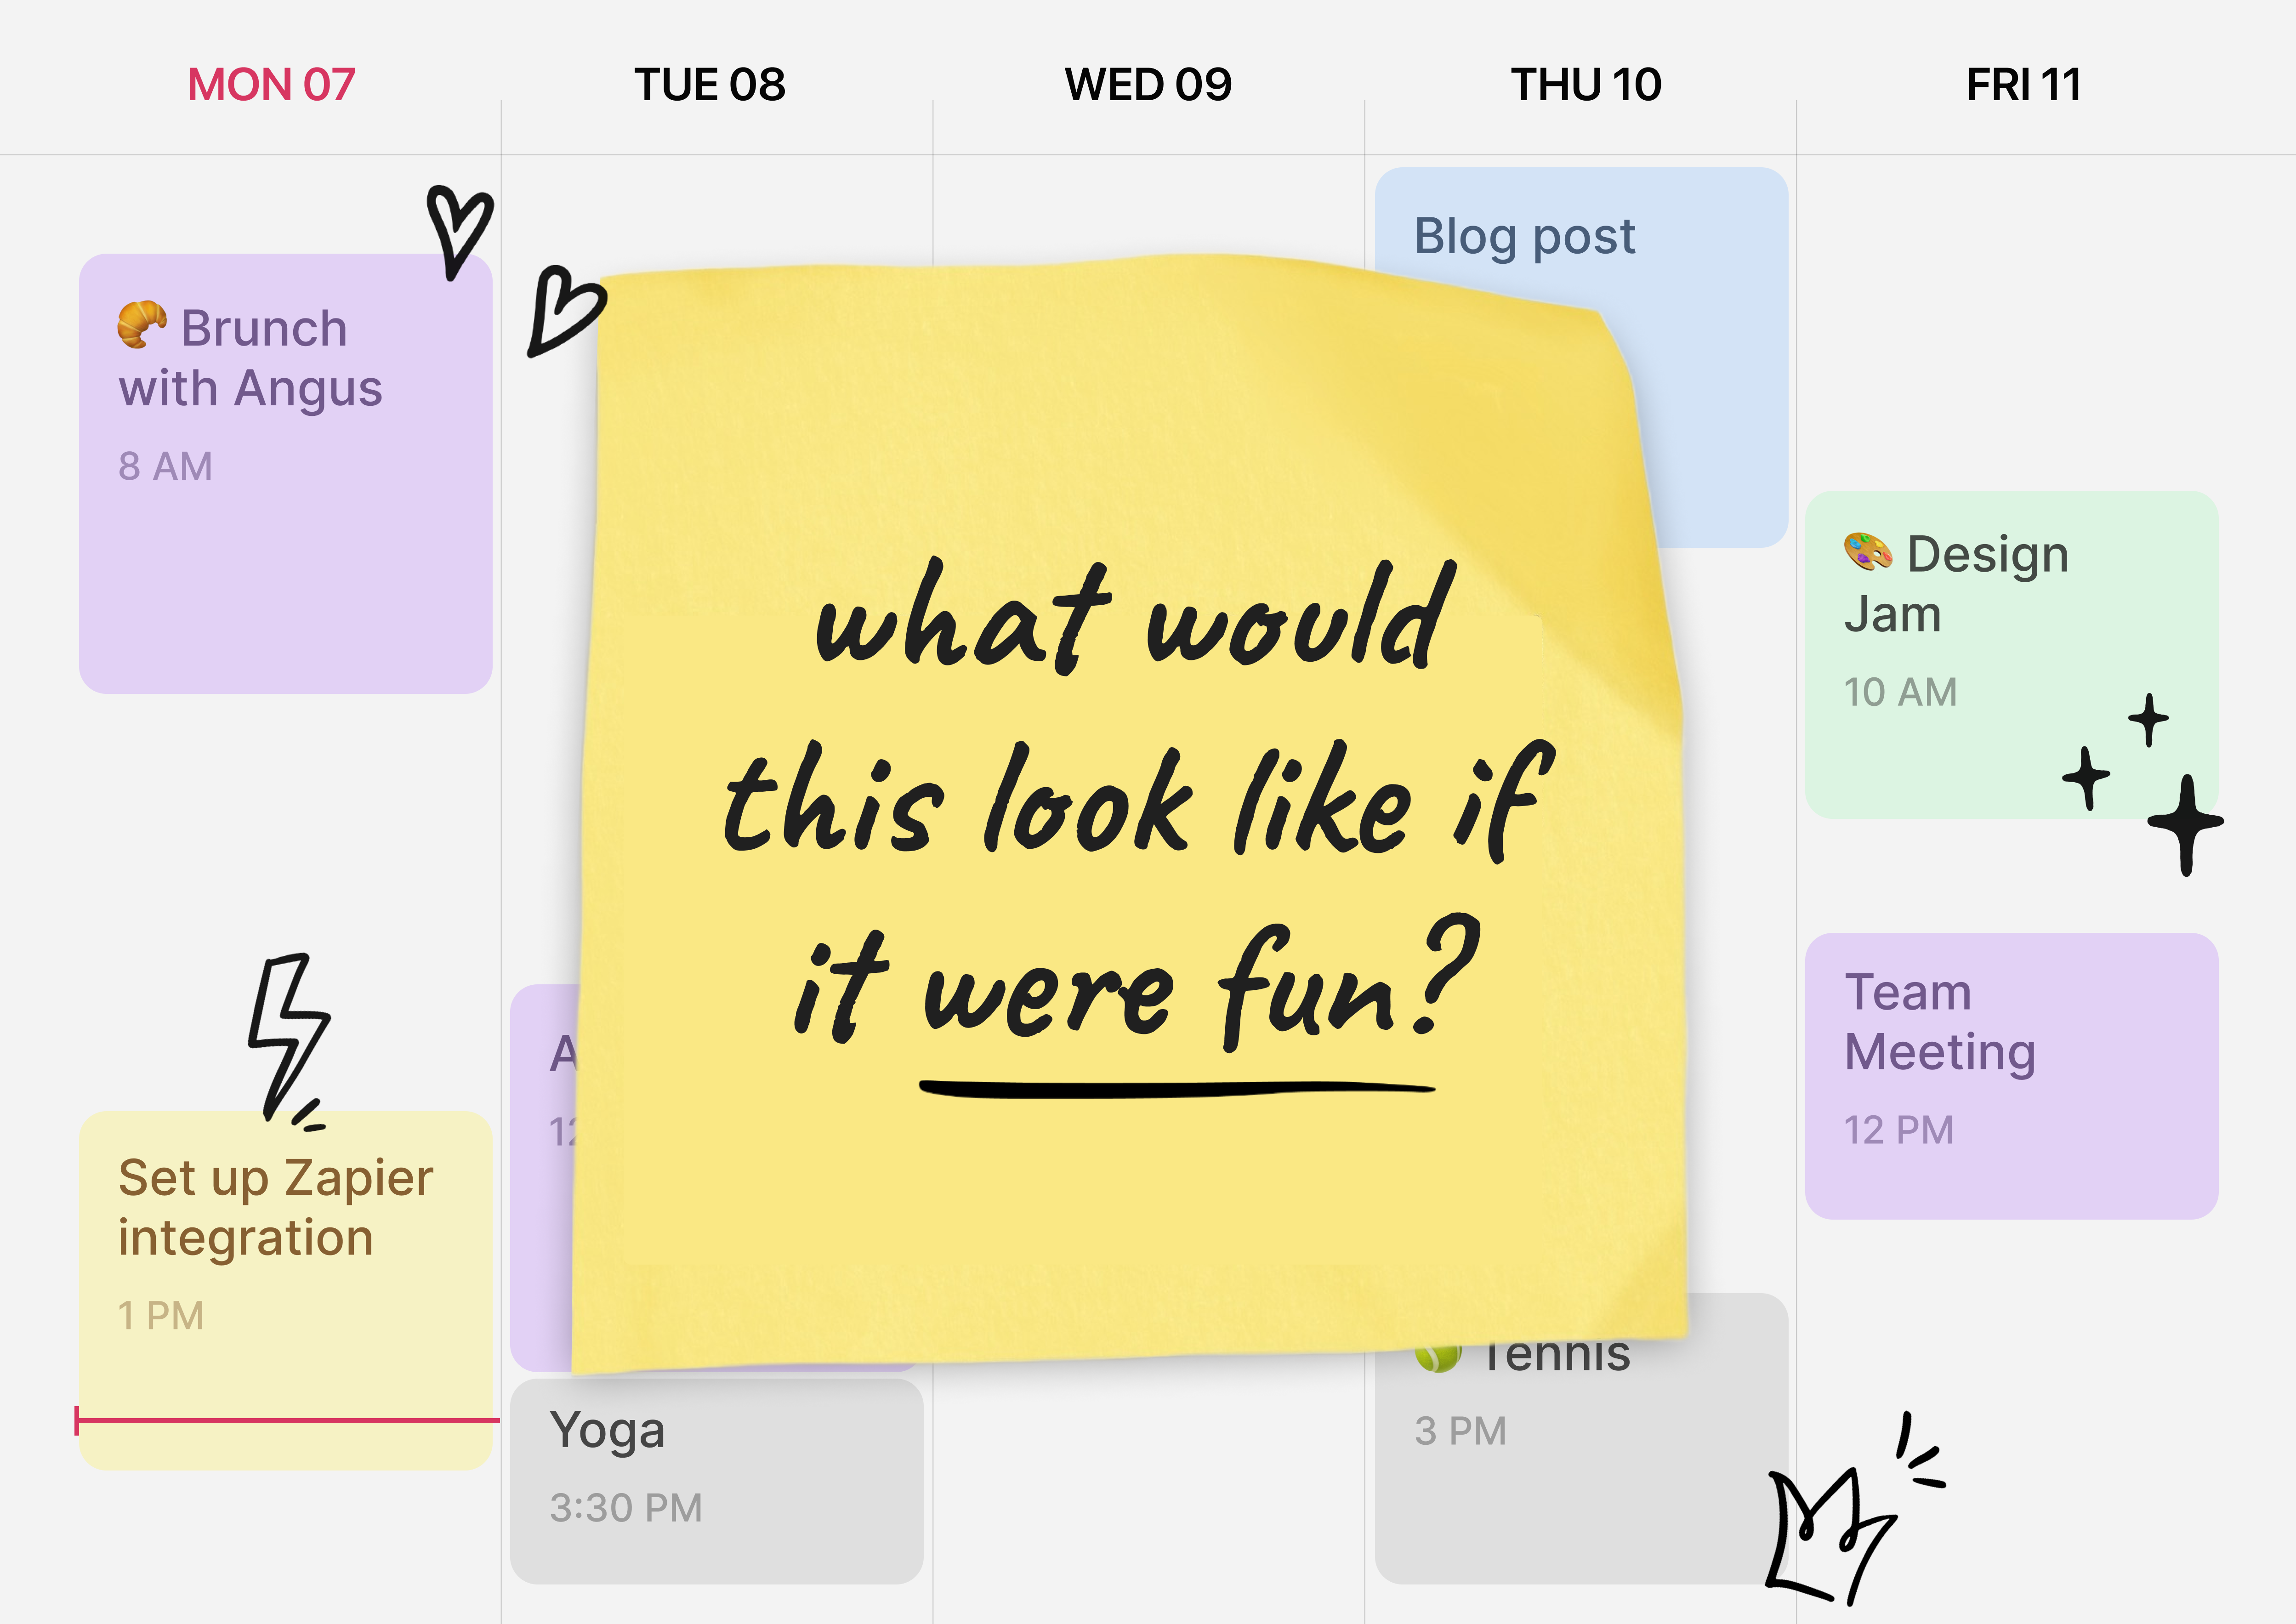 MON 07
TUE 08
WED 09
THU 10
FRI 11
Brunch
with Angus
8 AM
Set up Zapier
integration
1 PM
Yoga
3:30 PM
what would
this look like if
it were fun?
Blog post
Tennis
3 PM
Design
Jam
10 AM
Team
Meeting
12 PM